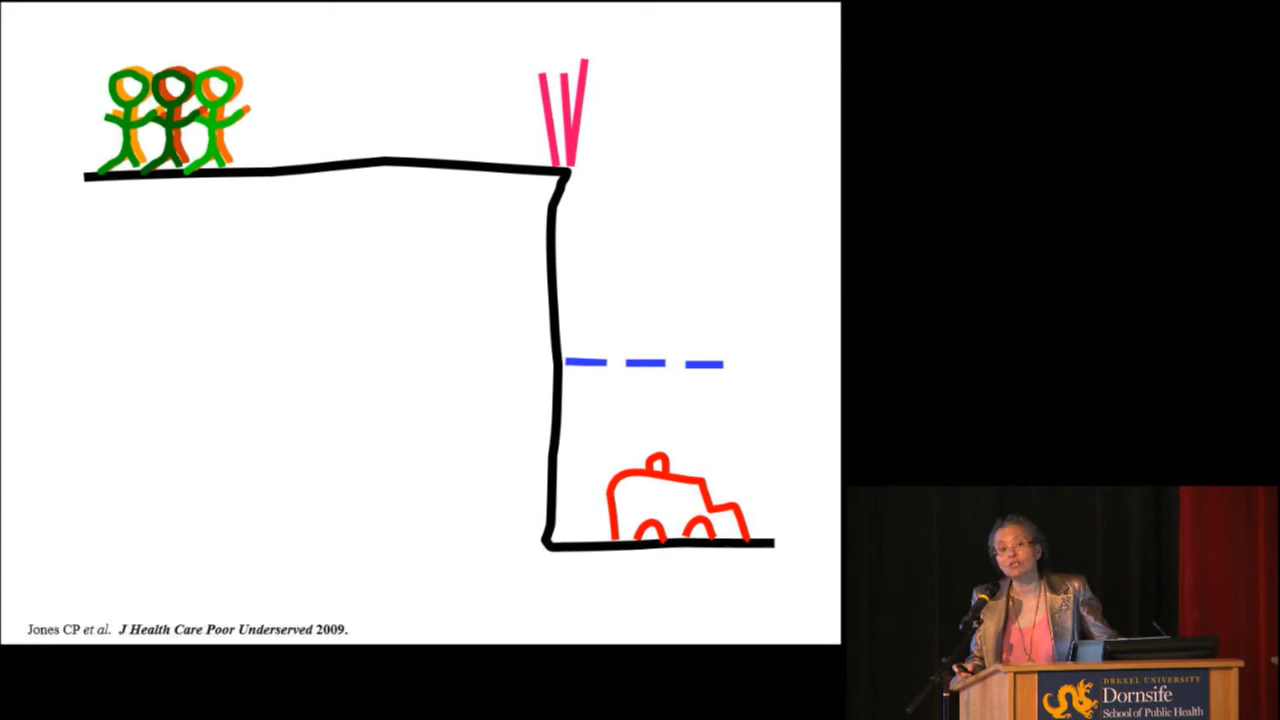 Jones CP et al. J Health Care Poor Underserved 2009.
DREXEL UNIVERSITY
Dornsife
School of Public Health